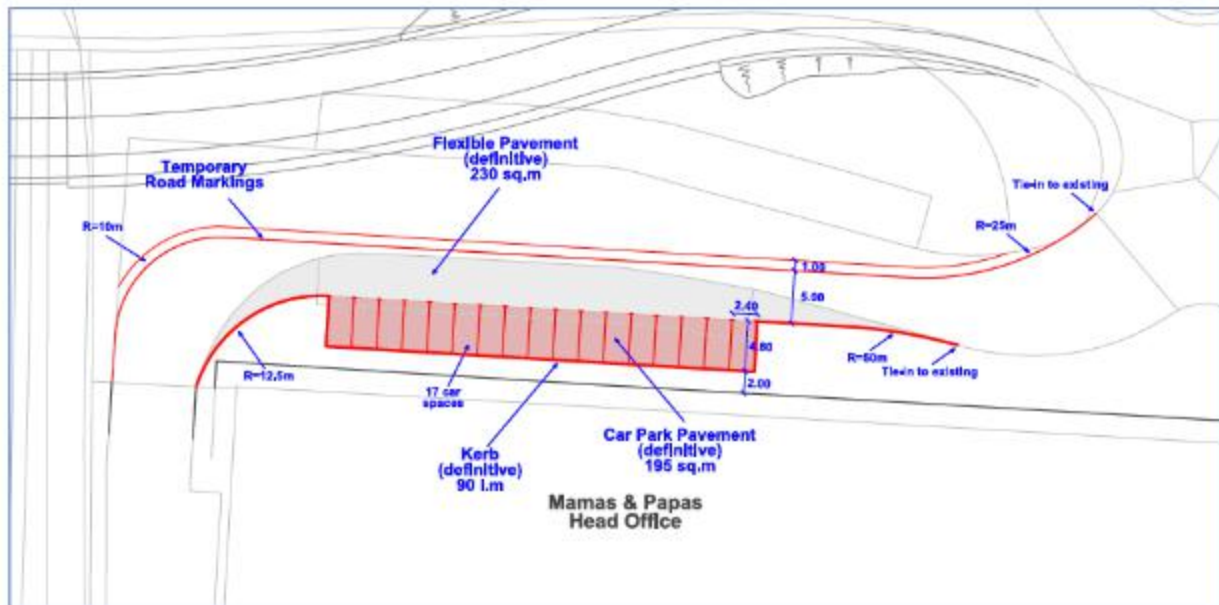 Flexible Pavement
(definitive)
230 sq.m
Temporary
Road Markings
Tie-in to existing
R=10m
R=25m
1.00
5.00
2.40
4.80
2.00
R=50m
Tie-in to existing
R=12.5m
17 car
spaces
Car Park Pavement
(definitive)
195 sq.m
Kerb
(definitive)
90 l.m
Mamas & Papas
Head Office